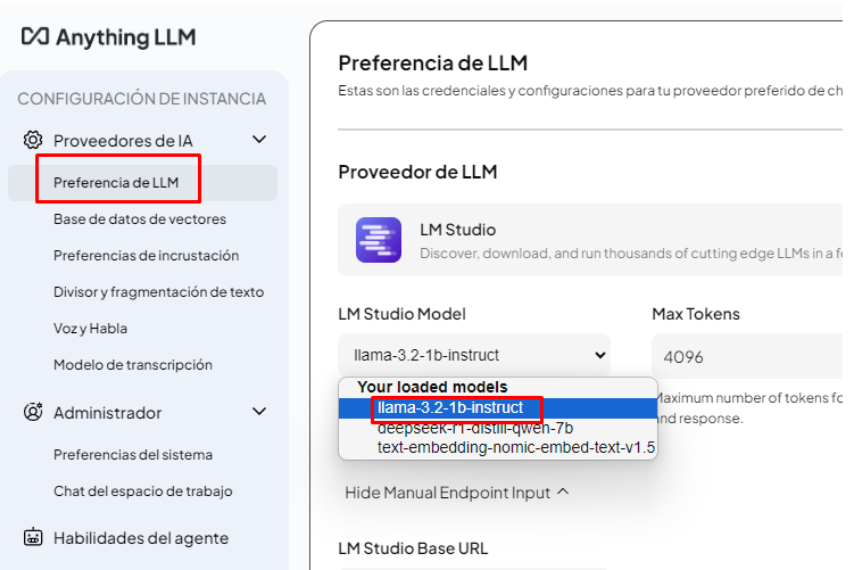 Anything LLM
CONFIGURACIÓN DE INSTANCIA
Proveedores de IA
Preferencia de LLM
Base de datos de vectores
Preferencias de incrustación
Divisor y fragmentación de texto
Voz y Habla
Modelo de transcripción
Administrador
Preferencias del sistema
Chat del espacio de trabajo
Habilidades del agente
Preferencia de LLM
Estas son las credenciales y configuraciones para tu proveedor preferido de ch
Proveedor de LLM
LM Studio
Discover, download, and run thousands of cutting edge LLMs in a fe
LM Studio Model
Max Tokens
llama-3.2-1b-instruct
4096
Your loaded models
llama-3.2-1b-instruct
deepseek-r1-distill-qwen-7b
text-embedding-nomic-embed-text-v1.5
Maximum number of tokens fo
and response.
Hide Manual Endpoint Input
LM Studio Base URL